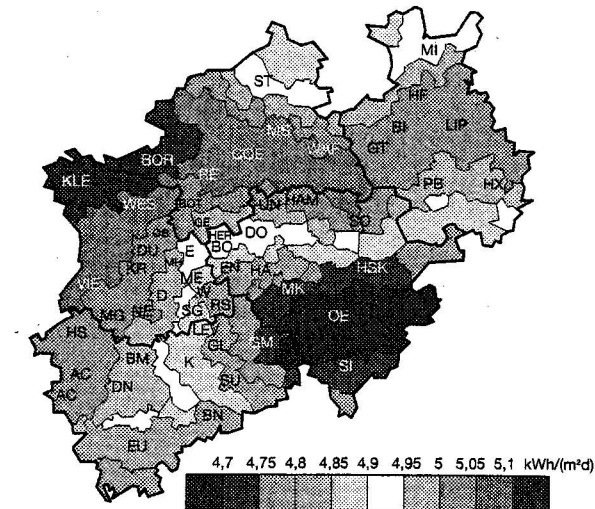 MI
ST
HF
MS BI LIP
BOR COE WAF GT
KLE RE PB HX
WES BOT UN HAM SO
GE
HER DO
DU E BO
VIE KR MH EN HA HSK
ME MK
D W
MG NE SG RS OE
HS LE
BM K GL GM
AC DN SU SI
AC
BN
EU
4,7 4,75 4,8 4,85 4,9 4,95 5 5,05 5,1 kWh/(m²d)